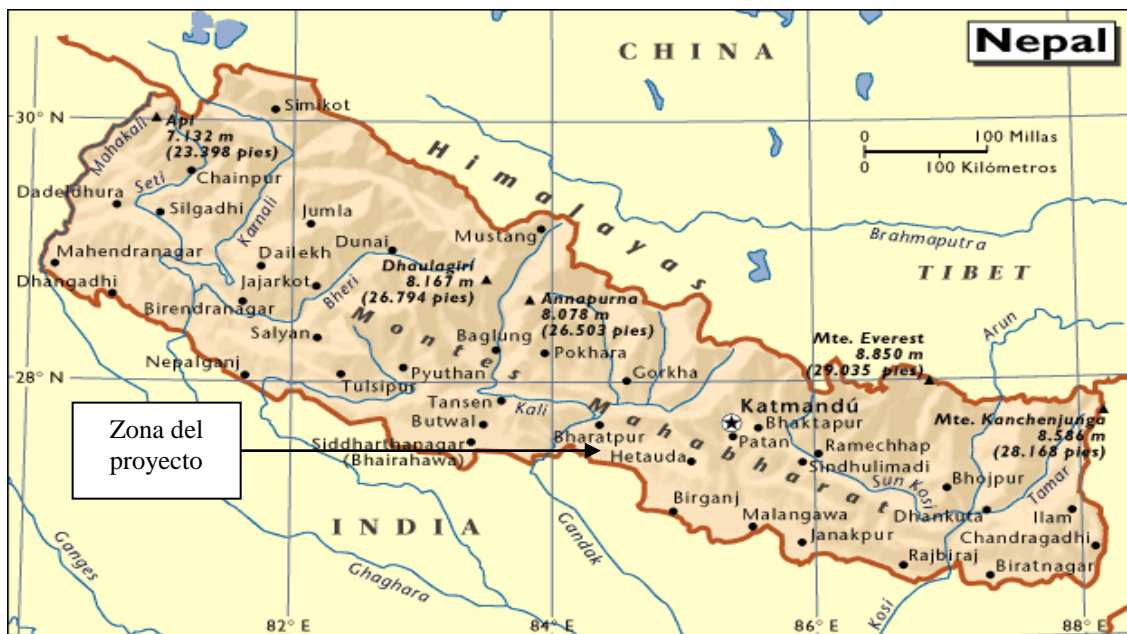 Nepal
CHINA
30° N
Simikot
Api
7.132 m
(23.398 pies)
Mahakali
Seti
Chainpur
Dadeldhura
Silgadhi
Karnali
Himalayas
0 100 Millas
0 100 Kilómetros
Jumla
Mustang
Dunai
Dailekh
Mahendranagar
Brahmaputra
TIBET
Dhangadhi
Jajarkot
Bheri
Birendranagar
Dhaulagiri
8.167 m
(26.794 pies)
Annapurna
8.078 m
(26.503 pies)
Salyan
Baglung
Pokhara
Arun
Mte. Everest
8.850 m
(29.035 pies)
Nepalganj
28° N
Tulsipur
Pyuthan
Gorkha
Montes Mahabharat
Tansen
Kali
Katmandú
Bhaktapur
Patan
Mte. Kanchenjunga
8.586 m
(28.168 pies)
Butwal
Bharatpur
Ramechhap
Zona del
proyecto
Siddharthanagar
(Bhairahawa)
Hetauda
Sindhulimadi
Sun Kosi
Bhojpur
Tamar
Birganj
Dhankuta
Ilam
INDIA
Malangawa
Janakpur
Chandragadhi
Ganges
Ghaghara
Gandak
Rajbiraj
Biratnagar
Kosi
82° E
84° E
86° E
88° E